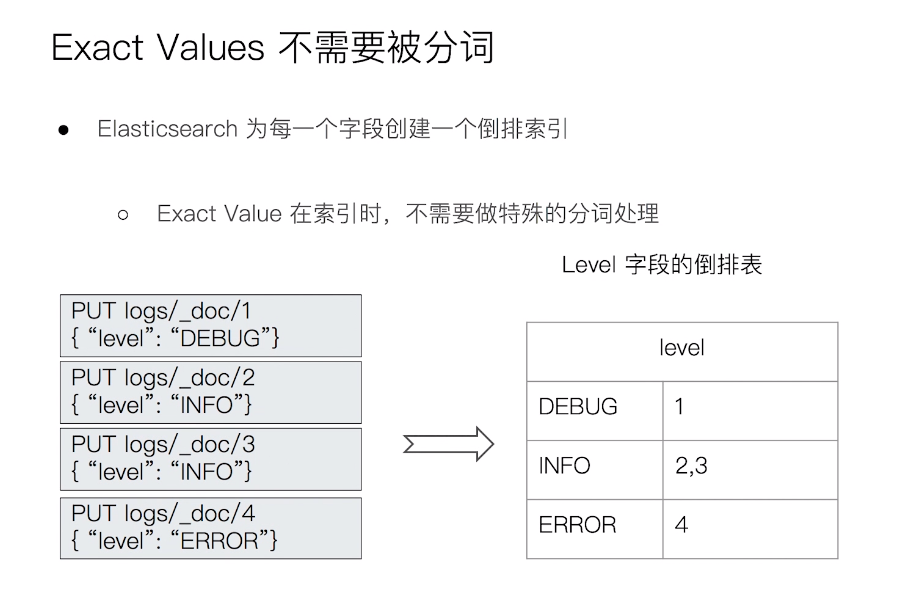 Exact Values 不需要被分词
● Elasticsearch 为每一个字段创建一个倒排索引
○ Exact Value 在索引时，不需要做特殊的分词处理
Level 字段的倒排表
PUT logs/_doc/1
{ “level”: “DEBUG”}
PUT logs/_doc/2
{ “level”: “INFO”}
PUT logs/_doc/3
{ “level”: “INFO”}
PUT logs/_doc/4
{ “level”: “ERROR”}
level
DEBUG 1
INFO 2,3
ERROR 4